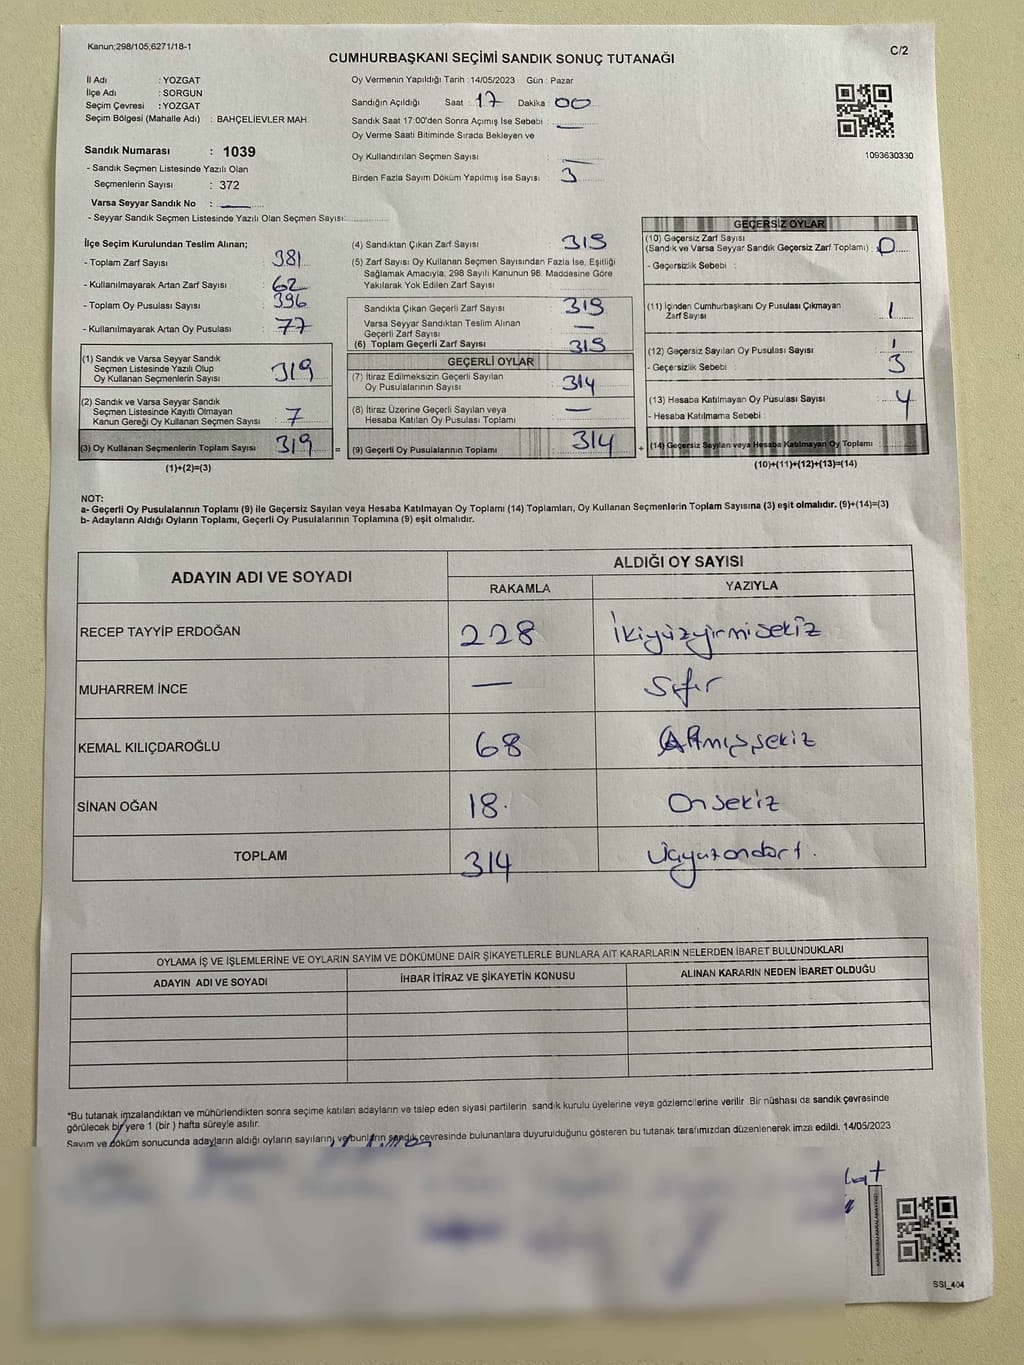 Kanun;298/105,6271/18-1
C/2
CUMHURBAŞKANI SEÇİMİ SANDIK SONUÇ TUTANAĞI
İl Adı : YOZGAT
İlçe Adı : SORGUN
Seçim Çevresi : YOZGAT
Seçim Bölgesi (Mahalle Adı) : BAHÇELİEVLER MAH.
Sandık Numarası : 1039
- Sandık Seçmen Listesinde Yazılı Olan
Seçmenlerin Sayısı : 372
Varsa Seyyar Sandık No : —
- Seyyar Sandık Seçmen Listesinde Yazılı Olan Seçmen Sayısı:
Oy Vermenin Yapıldığı Tarih : 14/05/2023 Gün : Pazar
Sandığın Açıldığı Saat : 17 Dakika : 00
Sandık Saat 17:00'den Sonra Açımış İse Sebebi : —
Oy Verme Saati Bitiminde Sırada Bekleyen ve
Oy Kullandırılan Seçmen Sayısı : —
Birden Fazla Sayım Döküm Yapılmış İse Sayısı : 3
1093630330
İlçe Seçim Kurulundan Teslim Alınan;
- Toplam Zarf Sayısı : 381
- Kullanılmayarak Artan Zarf Sayısı : 62
- Toplam Oy Pusulası Sayısı : 396
- Kullanılmayarak Artan Oy Pusulası : 77
(1) Sandık ve Varsa Seyyar Sandık
Seçmen Listesinde Yazılı Olup
Oy Kullanan Seçmenlerin Sayısı : 319
(2) Sandık ve Varsa Seyyar Sandık
Seçmen Listesinde Kayıtlı Olmayan
Kanun Gereği Oy Kullanan Seçmen Sayısı : 7
(3) Oy Kullanan Seçmenlerin Toplam Sayısı : 319 =
(1)+(2)=(3)
(4) Sandıktan Çıkan Zarf Sayısı : 319
(5) Zarf Sayısı Oy Kullanan Seçmen Sayısından Fazla İse, Eşitliği
Sağlamak Amacıyla, 298 Sayılı Kanunun 98. Maddesine Göre
Yakılarak Yok Edilen Zarf Sayısı :
Sandıkta Çıkan Geçerli Zarf Sayısı : 319
Varsa Seyyar Sandıktan Teslim Alınan
Geçerli Zarf Sayısı : —
(6) Toplam Geçerli Zarf Sayısı : 319
GEÇERLİ OYLAR
(7) İtiraz Edilmeksizin Geçerli Sayılan
Oy Pusulalarının Sayısı : 314
(8) İtiraz Üzerine Geçerli Sayılan veya
Hesaba Katılan Oy Pusulası Toplamı : —
(9) Geçerli Oy Pusulalarının Toplamı : 314 +
GEÇERSİZ OYLAR
(10) Geçersiz Zarf Sayısı
(Sandık ve Varsa Seyyar Sandık Geçersiz Zarf Toplamı) : 0
- Geçersizlik Sebebi :
(11) İçinden Cumhurbaşkanı Oy Pusulası Çıkmayan
Zarf Sayısı : 1
(12) Geçersiz Sayılan Oy Pusulası Sayısı : 1
- Geçersizlik Sebebi : 3
(13) Hesaba Katılmayan Oy Pusulası Sayısı : 4
- Hesaba Katılmama Sebebi :
(14) Geçersiz Sayılan veya Hesaba Katılmayan Oy Toplamı :
(10)+(11)+(12)+(13)=(14)
NOT:
a- Geçerli Oy Pusulalarının Toplamı (9) ile Geçersiz Sayılan veya Hesaba Katılmayan Oy Toplamı (14) Toplamları, Oy Kullanan Seçmenlerin Toplam Sayısına (3) eşit olmalıdır. (9)+(14)=(3)
b- Adayların Aldığı Oyların Toplamı, Geçerli Oy Pusulalarının Toplamına (9) eşit olmalıdır.
ADAYIN ADI VE SOYADI ALDIĞI OY SAYISI
RAKAMLA YAZIYLA
RECEP TAYYİP ERDOĞAN 228 İkiyüzyirmisekiz
MUHARREM İNCE — Sıfır
KEMAL KILIÇDAROĞLU 68 Altmışsekiz
SİNAN OĞAN 18. Onsekiz
TOPLAM 314 Üçyüzondört.
OYLAMA İŞ VE İŞLEMLERİNE VE OYLARIN SAYIM VE DÖKÜMÜNE DAİR ŞİKAYETLERLE BUNLARA AİT KARARLARIN NELERDEN İBARET BULUNDUKLARI
ADAYIN ADI VE SOYADI İHBAR İTİRAZ VE ŞİKAYETİN KONUSU ALINAN KARARIN NEDEN İBARET OLDUĞU
*Bu tutanak imzalandıktan ve mühürlendikten sonra seçime katılan adayların ve talep eden siyasi partilerin sandık kurulu üyelerine veya gözlemcilerine verilir. Bir nüshası da sandık çevresinde
görülecek bir yere 1 (bir ) hafta süreyle asılır.
Sayım ve döküm sonucunda adayların aldığı oyların sayılarını ve bunların sandık çevresinde bulunanlara duyurulduğunu gösteren bu tutanak tarafımızdan düzenlenerek imza edildi. 14/05/2023
SSI_404